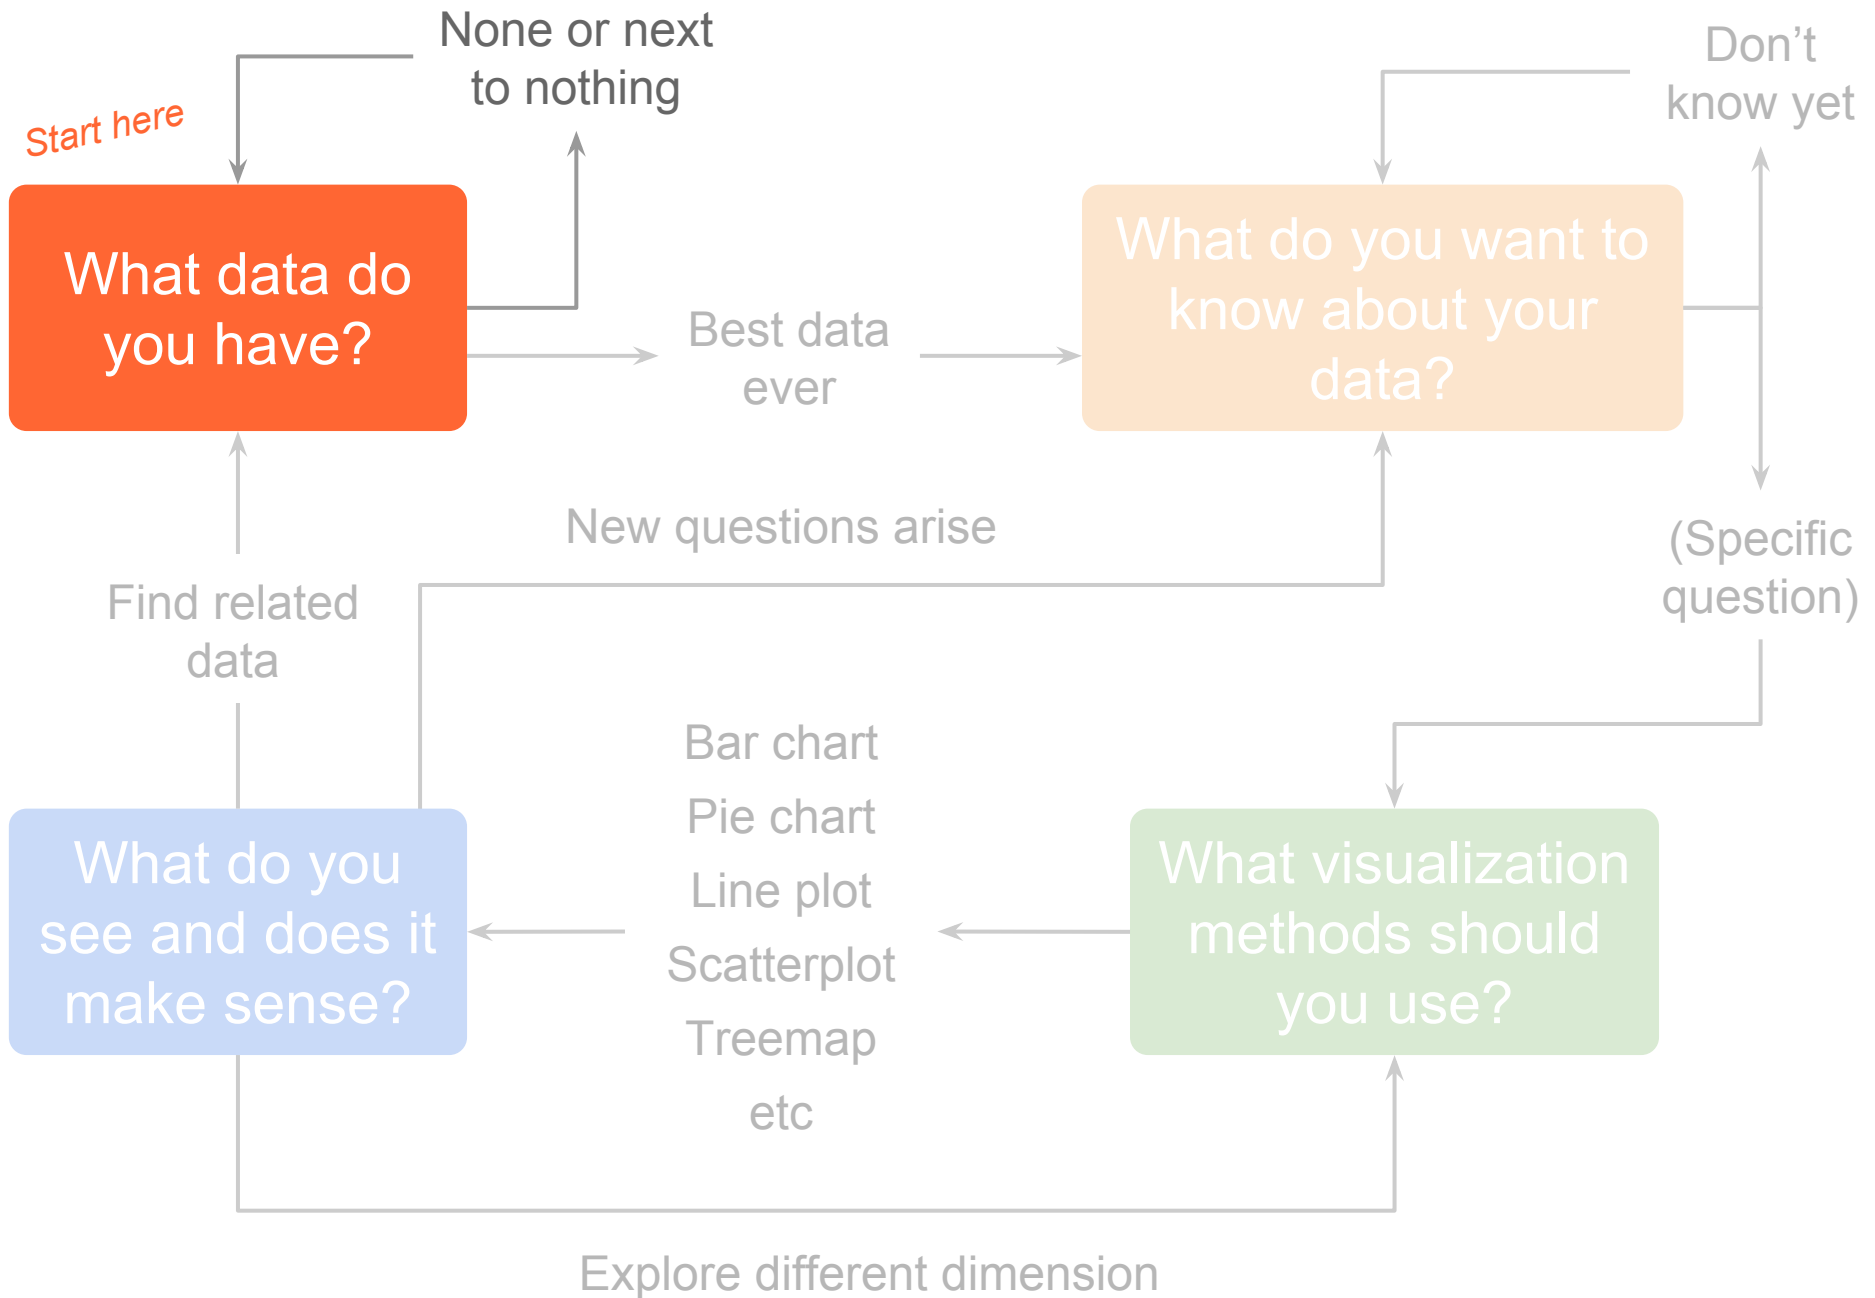 None or next
to nothing
Don’t
know yet
Start here
What data do
you have?
What do you want to
know about your
data?
Best data
ever
New questions arise
(Specific
question)
Find related
data
Bar chart
Pie chart
Line plot
Scatterplot
Treemap
etc
What do you
see and does it
make sense?
What visualization
methods should
you use?
Explore different dimension